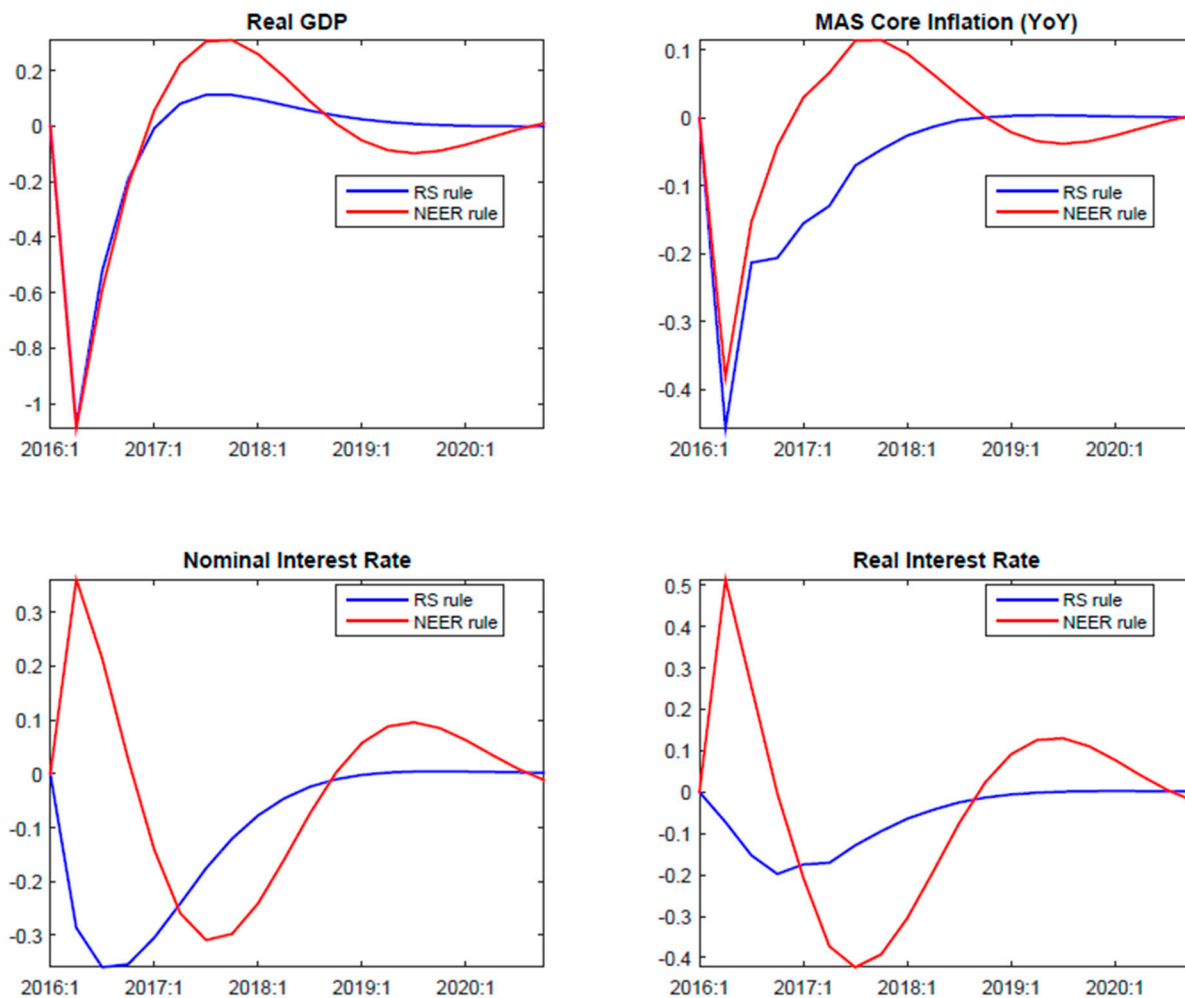 Real GDP
0.2
0
-0.2
-0.4
-0.6
-0.8
-1
RS rule
NEER rule
2016:1 2017:1 2018:1 2019:1 2020:1
MAS Core Inflation (YoY)
0.1
0
-0.1
-0.2
-0.3
-0.4
RS rule
NEER rule
2016:1 2017:1 2018:1 2019:1 2020:1
Nominal Interest Rate
0.3
0.2
0.1
0
-0.1
-0.2
-0.3
RS rule
NEER rule
2016:1 2017:1 2018:1 2019:1 2020:1
Real Interest Rate
0.5
0.4
0.3
0.2
0.1
0
-0.1
-0.2
-0.3
-0.4
RS rule
NEER rule
2016:1 2017:1 2018:1 2019:1 2020:1